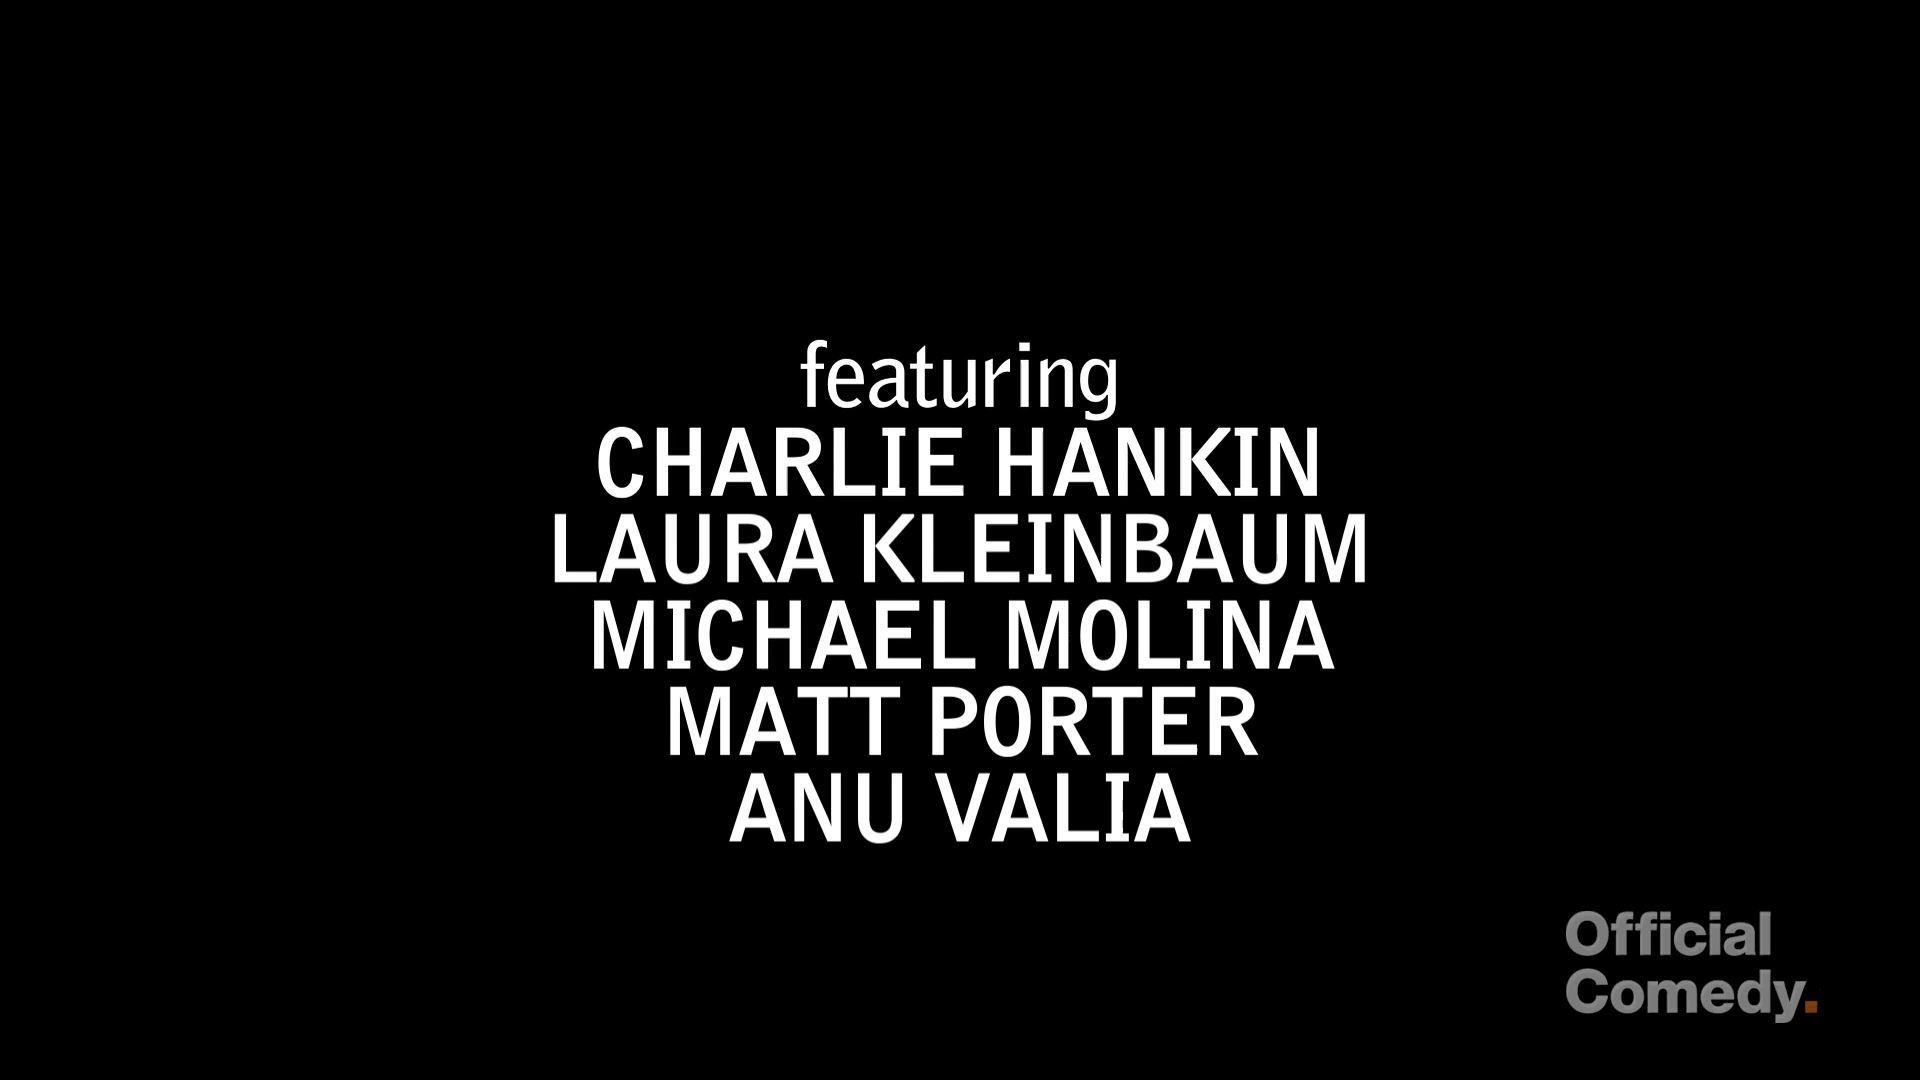 featuring
CHARLIE HANKIN
LAURA KLEINBAUM
MICHAEL MOLINA
MATT PORTER
ANU VALIA
Official
Comedy.